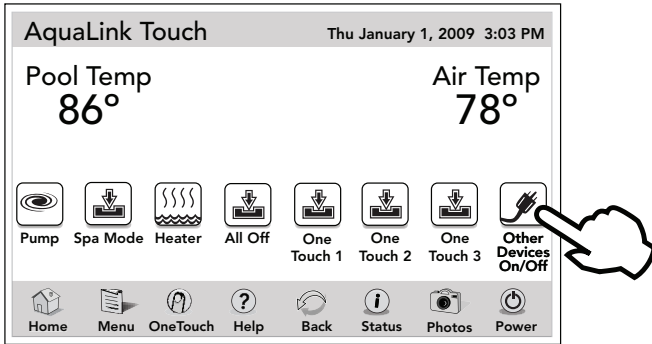 AquaLink Touch Thu January 1, 2009 3:03 PM
Pool Temp Air Temp
86° 78°
Pump Spa Mode Heater All Off One Touch 1 One Touch 2 One Touch 3 Other Devices On/Off
? i
Home Menu OneTouch Help Back Status Photos Power